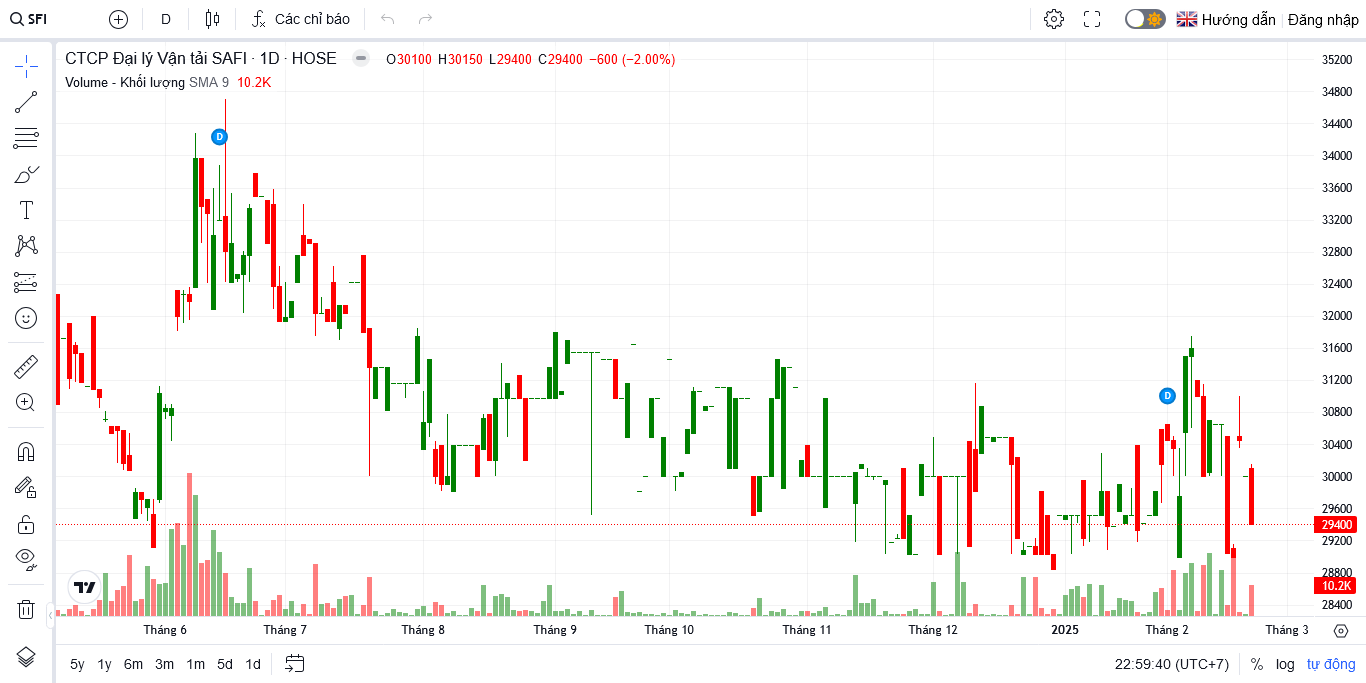 SFI D Các chỉ báo Hướng dẫn Đăng nhập
CTCP Đại lý Vận tải SAFI · 1D · HOSE O30100 H30150 L29400 C29400 −600 (−2.00%)
Volume - Khối lượng SMA 9 10.2K
35200
34800
34400
D
34000
33600
33200
32800
32400
32000
31600
31200
D
30800
30400
30000
29600
29400
29200
28800
10.2K
28400
Tháng 6 Tháng 7 Tháng 8 Tháng 9 Tháng 10 Tháng 11 Tháng 12 2025 Tháng 2 Tháng 3
5y 1y 6m 3m 1m 5d 1d 22:59:40 (UTC+7) % log tự động